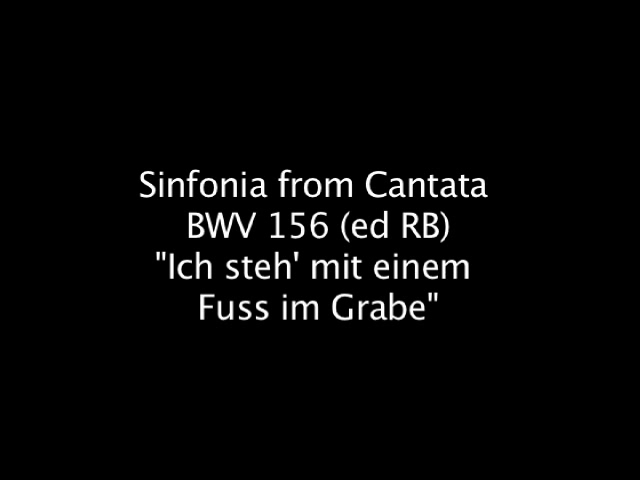 Sinfonia from Cantata
BWV 156 (ed RB)
"Ich steh' mit einem
Fuss im Grabe"